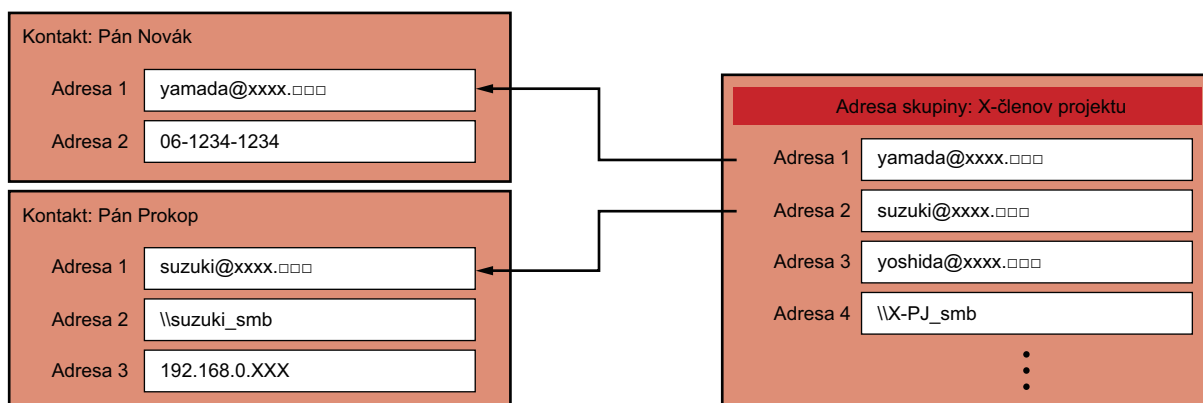 Kontakt: Pán Novák
Adresa 1 yamada@xxxx.□□□
Adresa 2 06-1234-1234
Kontakt: Pán Prokop
Adresa 1 suzuki@xxxx.□□□
Adresa 2 \\suzuki_smb
Adresa 3 192.168.0.XXX
Adresa skupiny: X-členov projektu
Adresa 1 yamada@xxxx.□□□
Adresa 2 suzuki@xxxx.□□□
Adresa 3 yoshida@xxxx.□□□
Adresa 4 \\X-PJ_smb